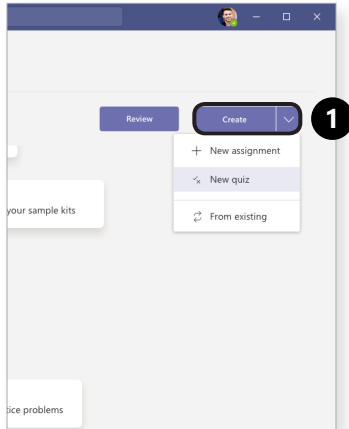 Review
Create
1
New assignment
New quiz
your sample kits
From existing
tice problems